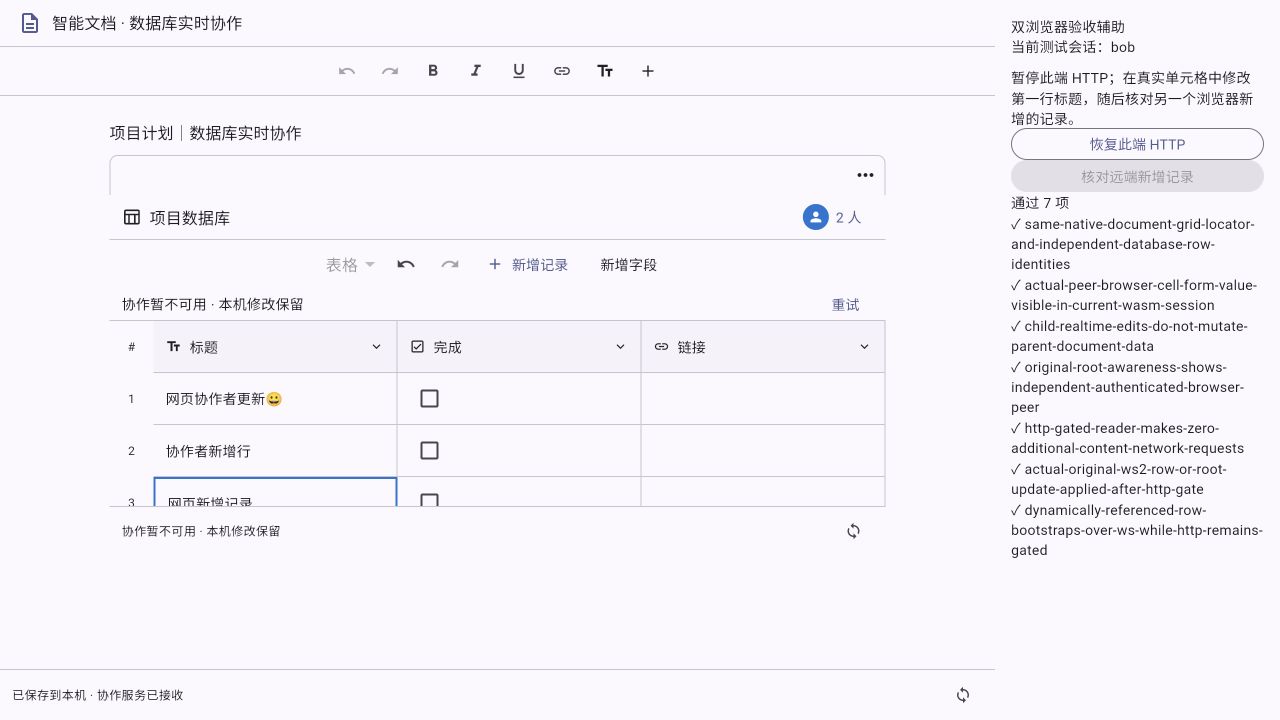 智能文档 · 数据库实时协作
项目计划｜数据库实时协作
项目数据库
2 人
表格
新增记录
新增字段
协作暂不可用 · 本机修改保留
重试
#
标题
完成
链接
1
网页协作者更新😀
2
协作者新增行
3
网页新增记录
协作暂不可用 · 本机修改保留
已保存到本机 · 协作服务已接收
双浏览器验收辅助
当前测试会话：bob
暂停此端 HTTP；在真实单元格中修改
第一行标题，随后核对另一个浏览器新
增的记录。
恢复此端 HTTP
核对远端新增记录
通过 7 项
✓ same-native-document-grid-locator-
and-independent-database-row-
identities
✓ actual-peer-browser-cell-form-value-
visible-in-current-wasm-session
✓ child-realtime-edits-do-not-mutate-
parent-document-data
✓ original-root-awareness-shows-
independent-authenticated-browser-
peer
✓ http-gated-reader-makes-zero-
additional-content-network-requests
✓ actual-original-ws2-row-or-root-
update-applied-after-http-gate
✓ dynamically-referenced-row-
bootstraps-over-ws-while-http-remains-
gated